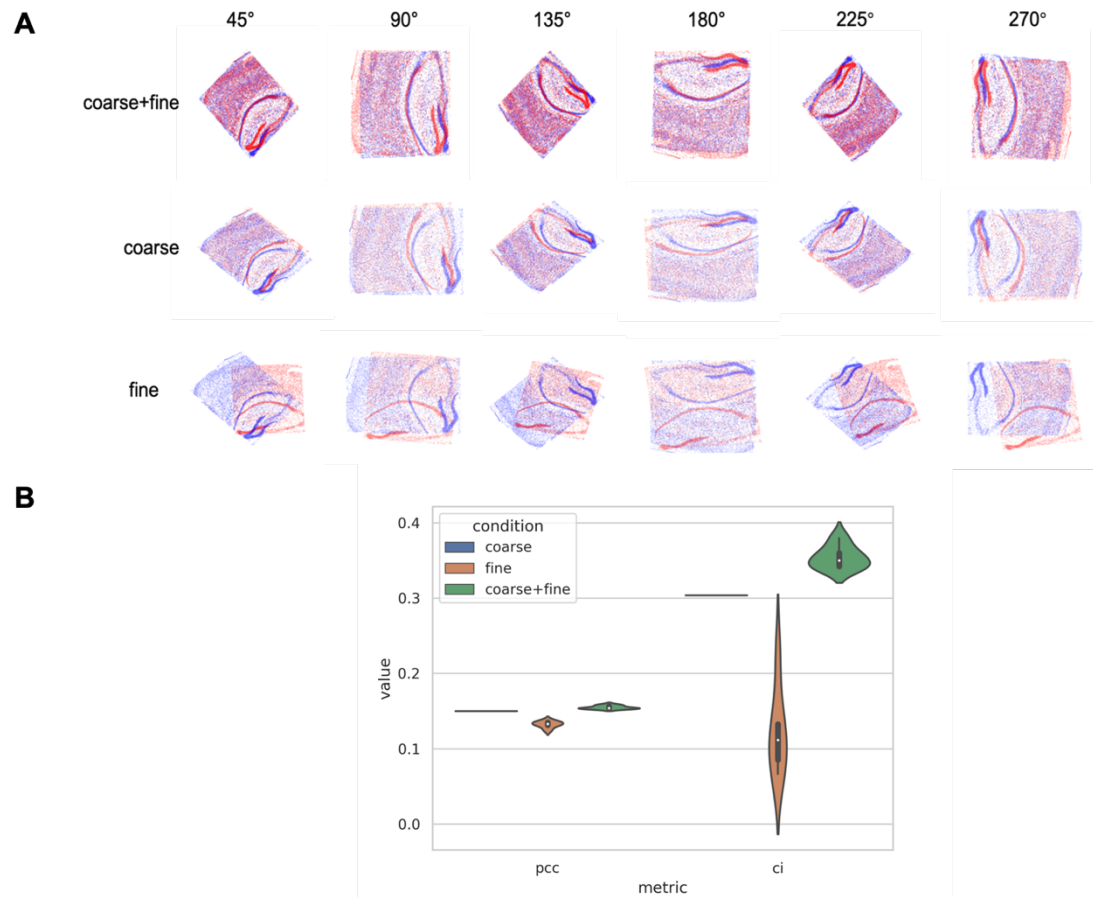 A
45° 90° 135° 180° 225° 270°
coarse+fine
coarse
fine
B
condition
coarse
fine
coarse+fine
0.4
0.3
0.2
0.1
0.0
value
pcc ci
metric